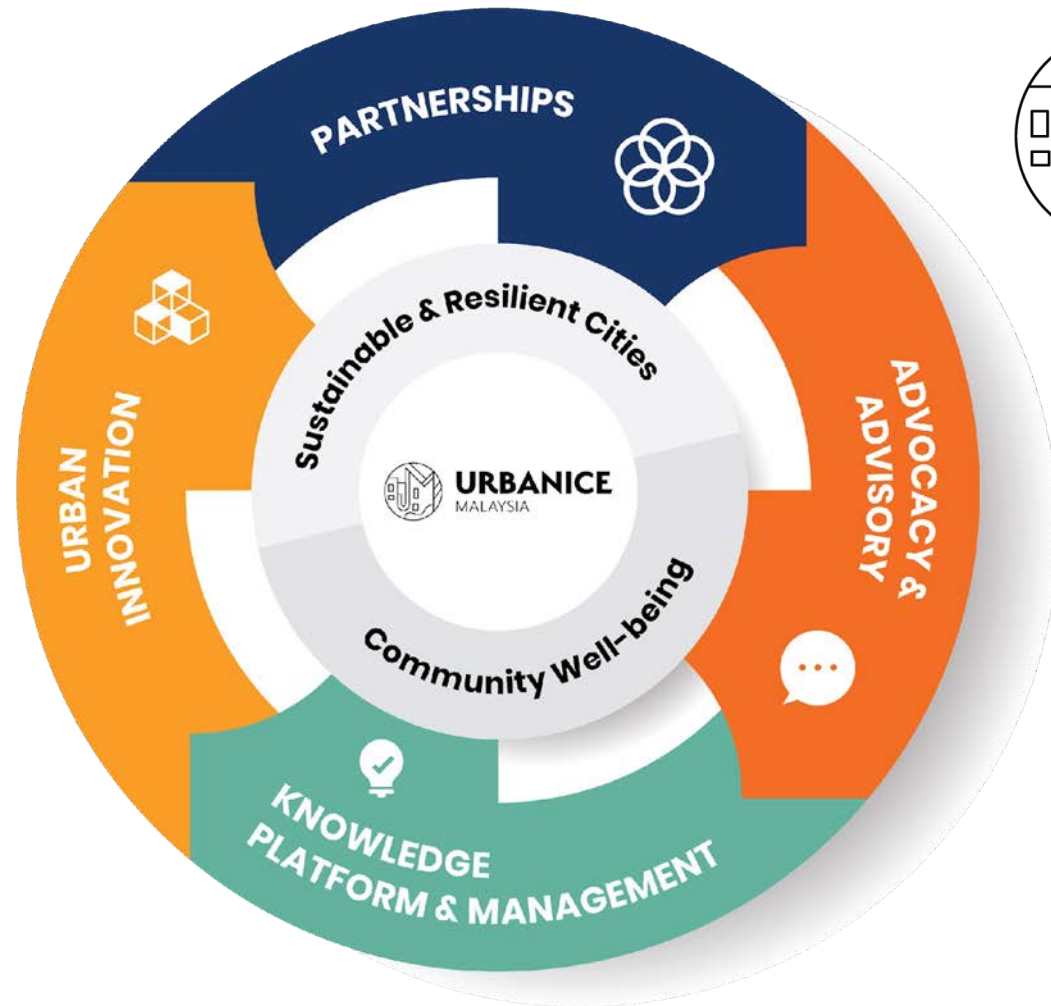 PARTNERSHIPS
ADVOCACY &
ADVISORY
KNOWLEDGE
PLATFORM & MANAGEMENT
URBAN
INNOVATION
Sustainable & Resilient Cities
Community Well-being
URBANICE
MALAYSIA